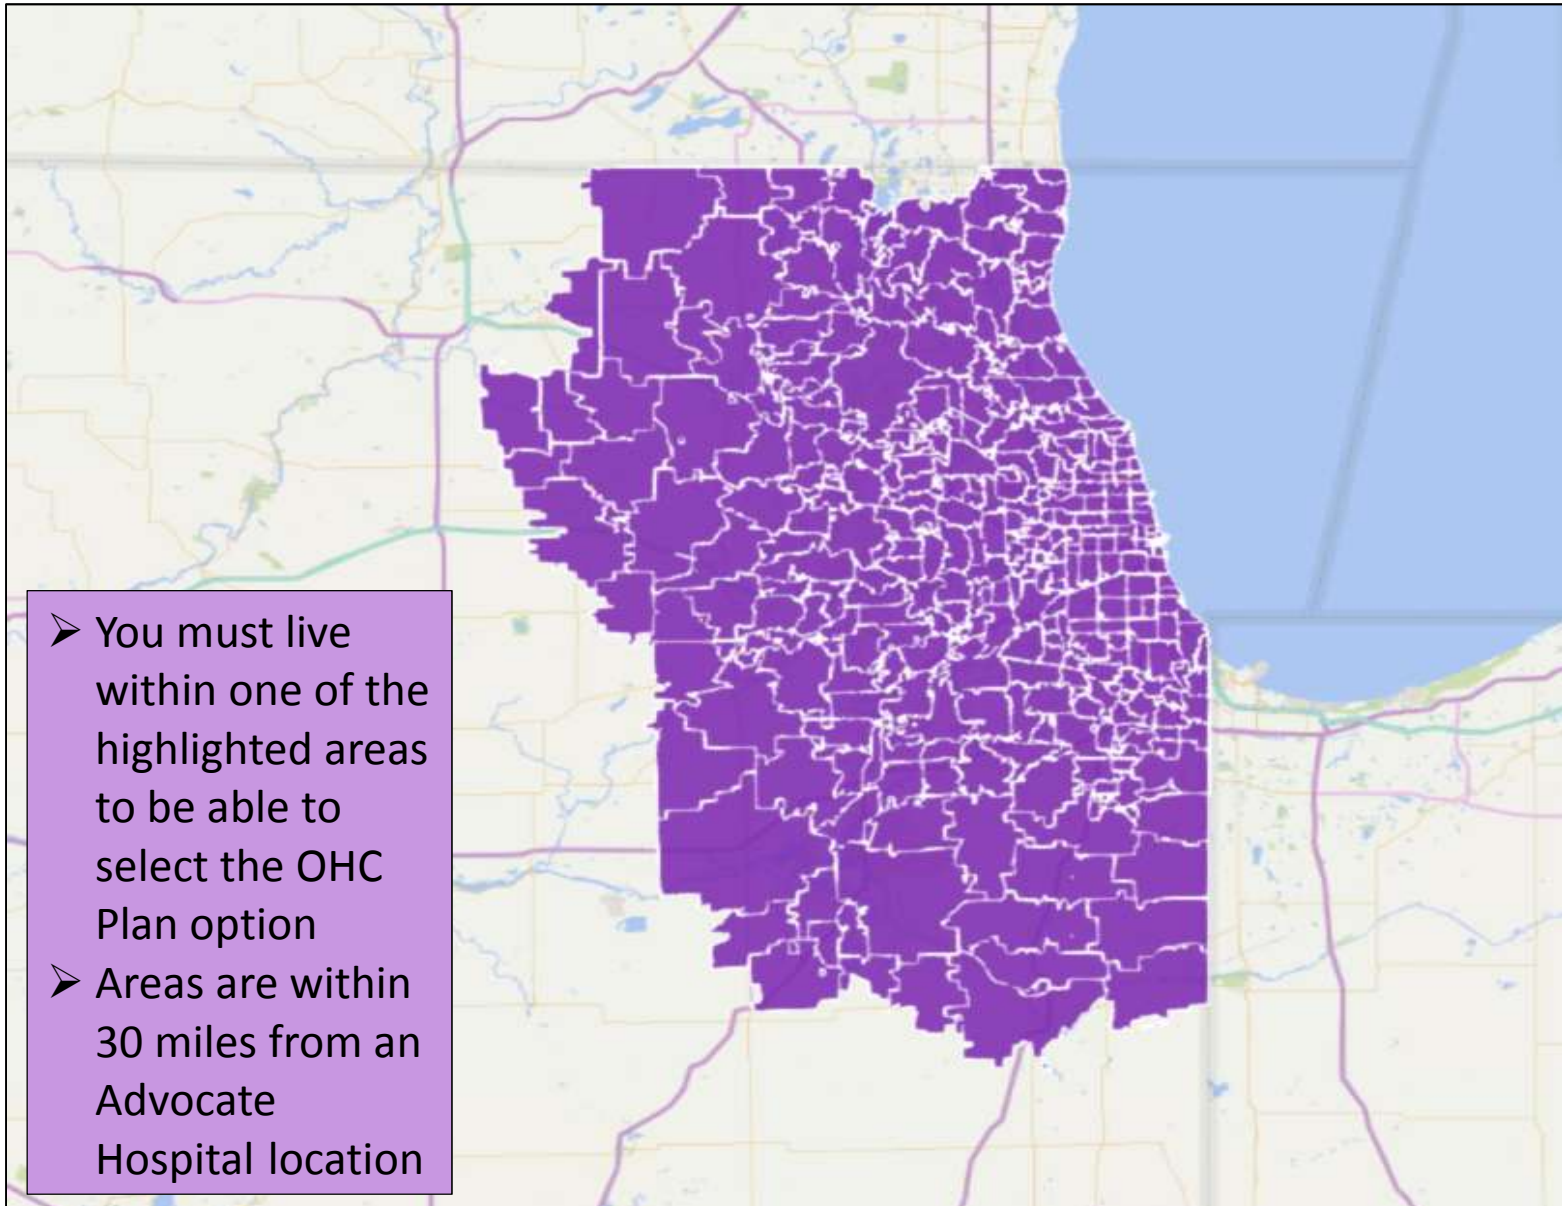 ➢ You must live
within one of the
highlighted areas
to be able to
select the OHC
Plan option
➢ Areas are within
30 miles from an
Advocate
Hospital location